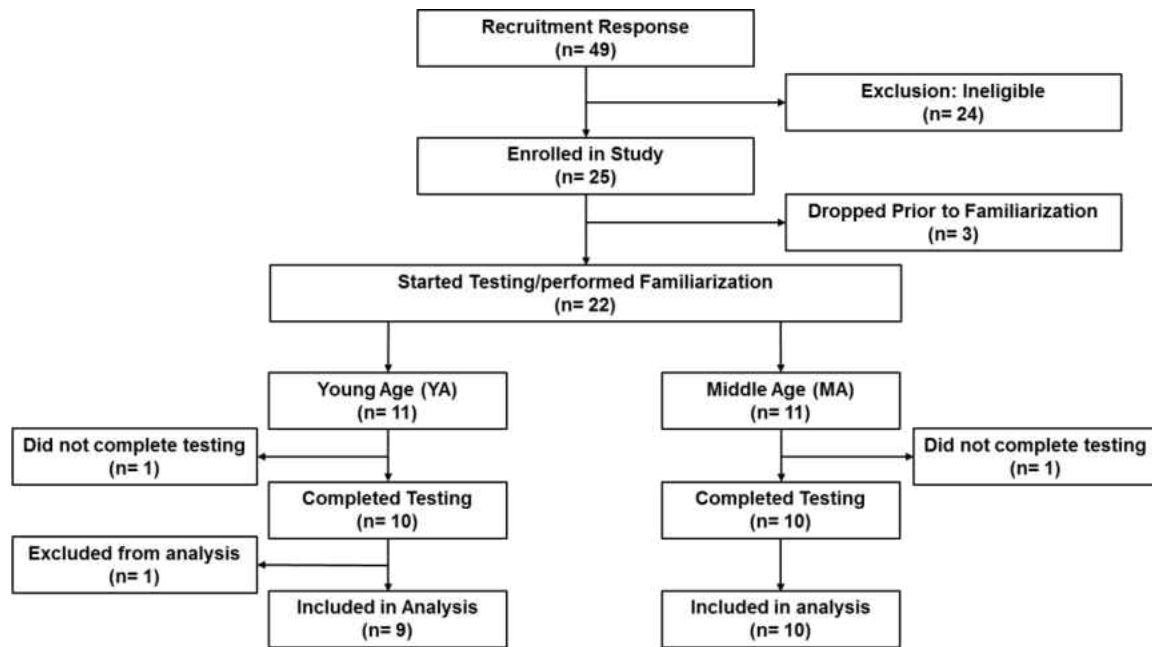 Recruitment Response
(n= 49)
Exclusion: Ineligible
(n= 24)
Enrolled in Study
(n= 25)
Dropped Prior to Familiarization
(n= 3)
Started Testing/performed Familiarization
(n= 22)
Young Age (YA)
(n= 11)
Middle Age (MA)
(n= 11)
Did not complete testing
(n= 1)
Did not complete testing
(n= 1)
Completed Testing
(n= 10)
Completed Testing
(n= 10)
Excluded from analysis
(n= 1)
Included in Analysis
(n= 9)
Included in analysis
(n= 10)